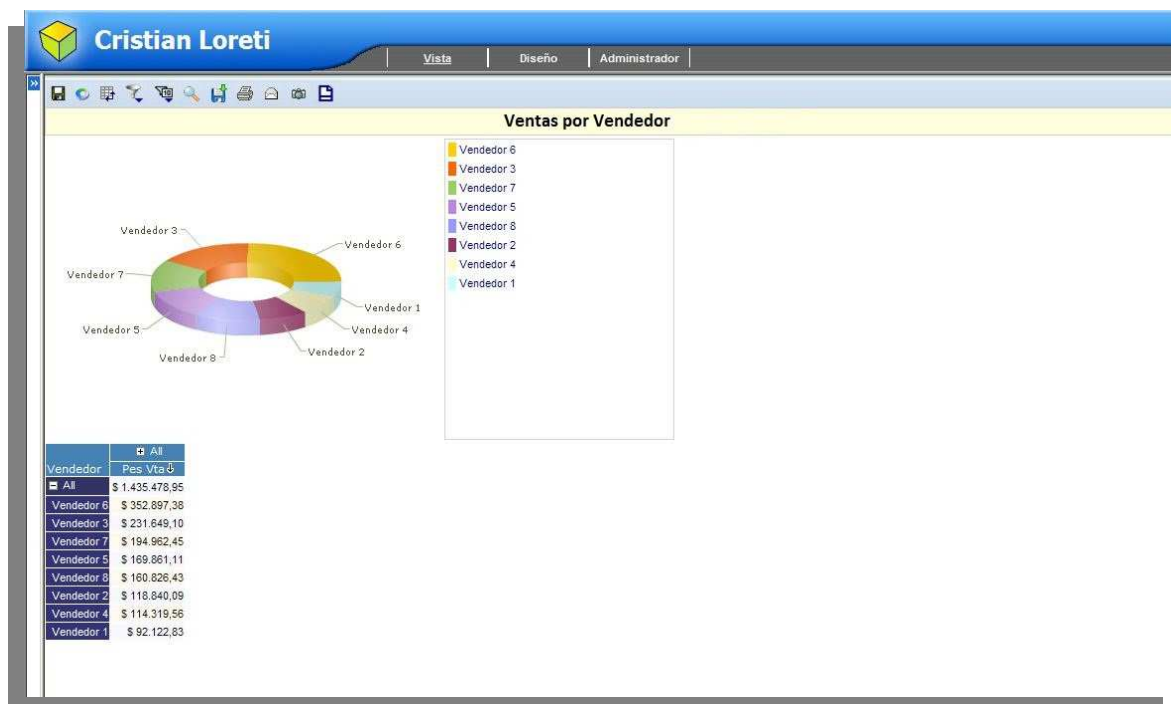 Cristian Loreti
Vista Diseño Administrador
Ventas por Vendedor
Vendedor 6
Vendedor 3
Vendedor 7
Vendedor 5
Vendedor 8
Vendedor 2
Vendedor 4
Vendedor 1
Vendedor 3
Vendedor 6
Vendedor 7
Vendedor 1
Vendedor 5
Vendedor 4
Vendedor 8
Vendedor 2
All
Vendedor Pes Vta
All $ 1.435.478,95
Vendedor 6 $ 352.897,38
Vendedor 3 $ 231.649,10
Vendedor 7 $ 194.962,45
Vendedor 5 $ 169.861,11
Vendedor 8 $ 160.826,43
Vendedor 2 $ 118.840,09
Vendedor 4 $ 114.319,56
Vendedor 1 $ 92.122,83